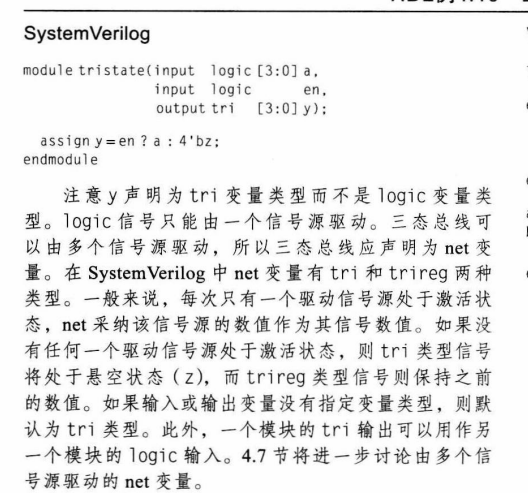 SystemVerilog
module tristate(input logic [3:0] a,
input logic en,
output tri [3:0] y);
assign y = en ? a : 4'bz;
endmodule
注意 y 声明为 tri 变量类型而不是 logic 变量类
型。logic 信号只能由一个信号源驱动。三态总线可
以由多个信号源驱动，所以三态总线应声明为 net 变
量。在 SystemVerilog 中 net 变量有 tri 和 trireg 两种
类型。一般来说，每次只有一个驱动信号源处于激活状
态，net 采纳该信号源的数值作为其信号数值。如果没
有任何一个驱动信号源处于激活状态，则 tri 类型信号
将处于悬空状态（z），而 trireg 类型信号则保持之前
的数值。如果输入或输出变量没有指定变量类型，则默
认为 tri 类型。此外，一个模块的 tri 输出可以用作另
一个模块的 logic 输入。4.7 节将进一步讨论由多个信
号源驱动的 net 变量。